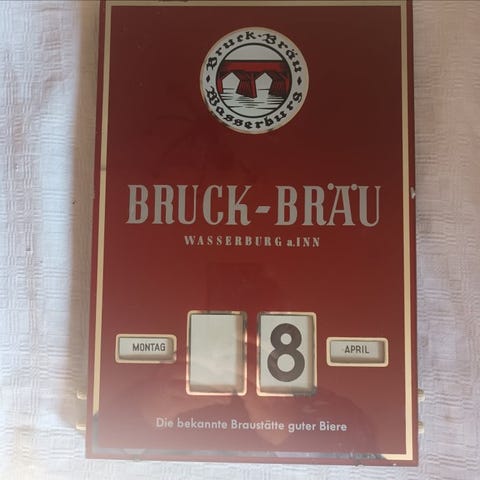 Bruck-Bräu
Wasserburg
BRUCK-BRÄU
WASSERBURG a.INN
MONTAG
8
APRIL
Die bekannte Braustätte guter Biere